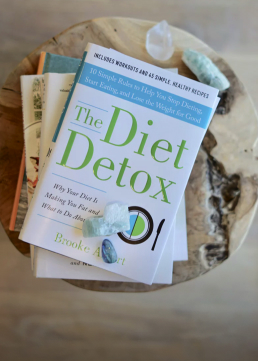 INCLUDES WORKOUTS AND 60 SIMPLE, HEALTHY RECIPES
10 Simple Rules to Help You Stop Dieting,
Start Eating, and Lose the Weight for Good
The Diet
Detox
Why Your Diet Is
Making You Fat and
What to Do About
Brooke